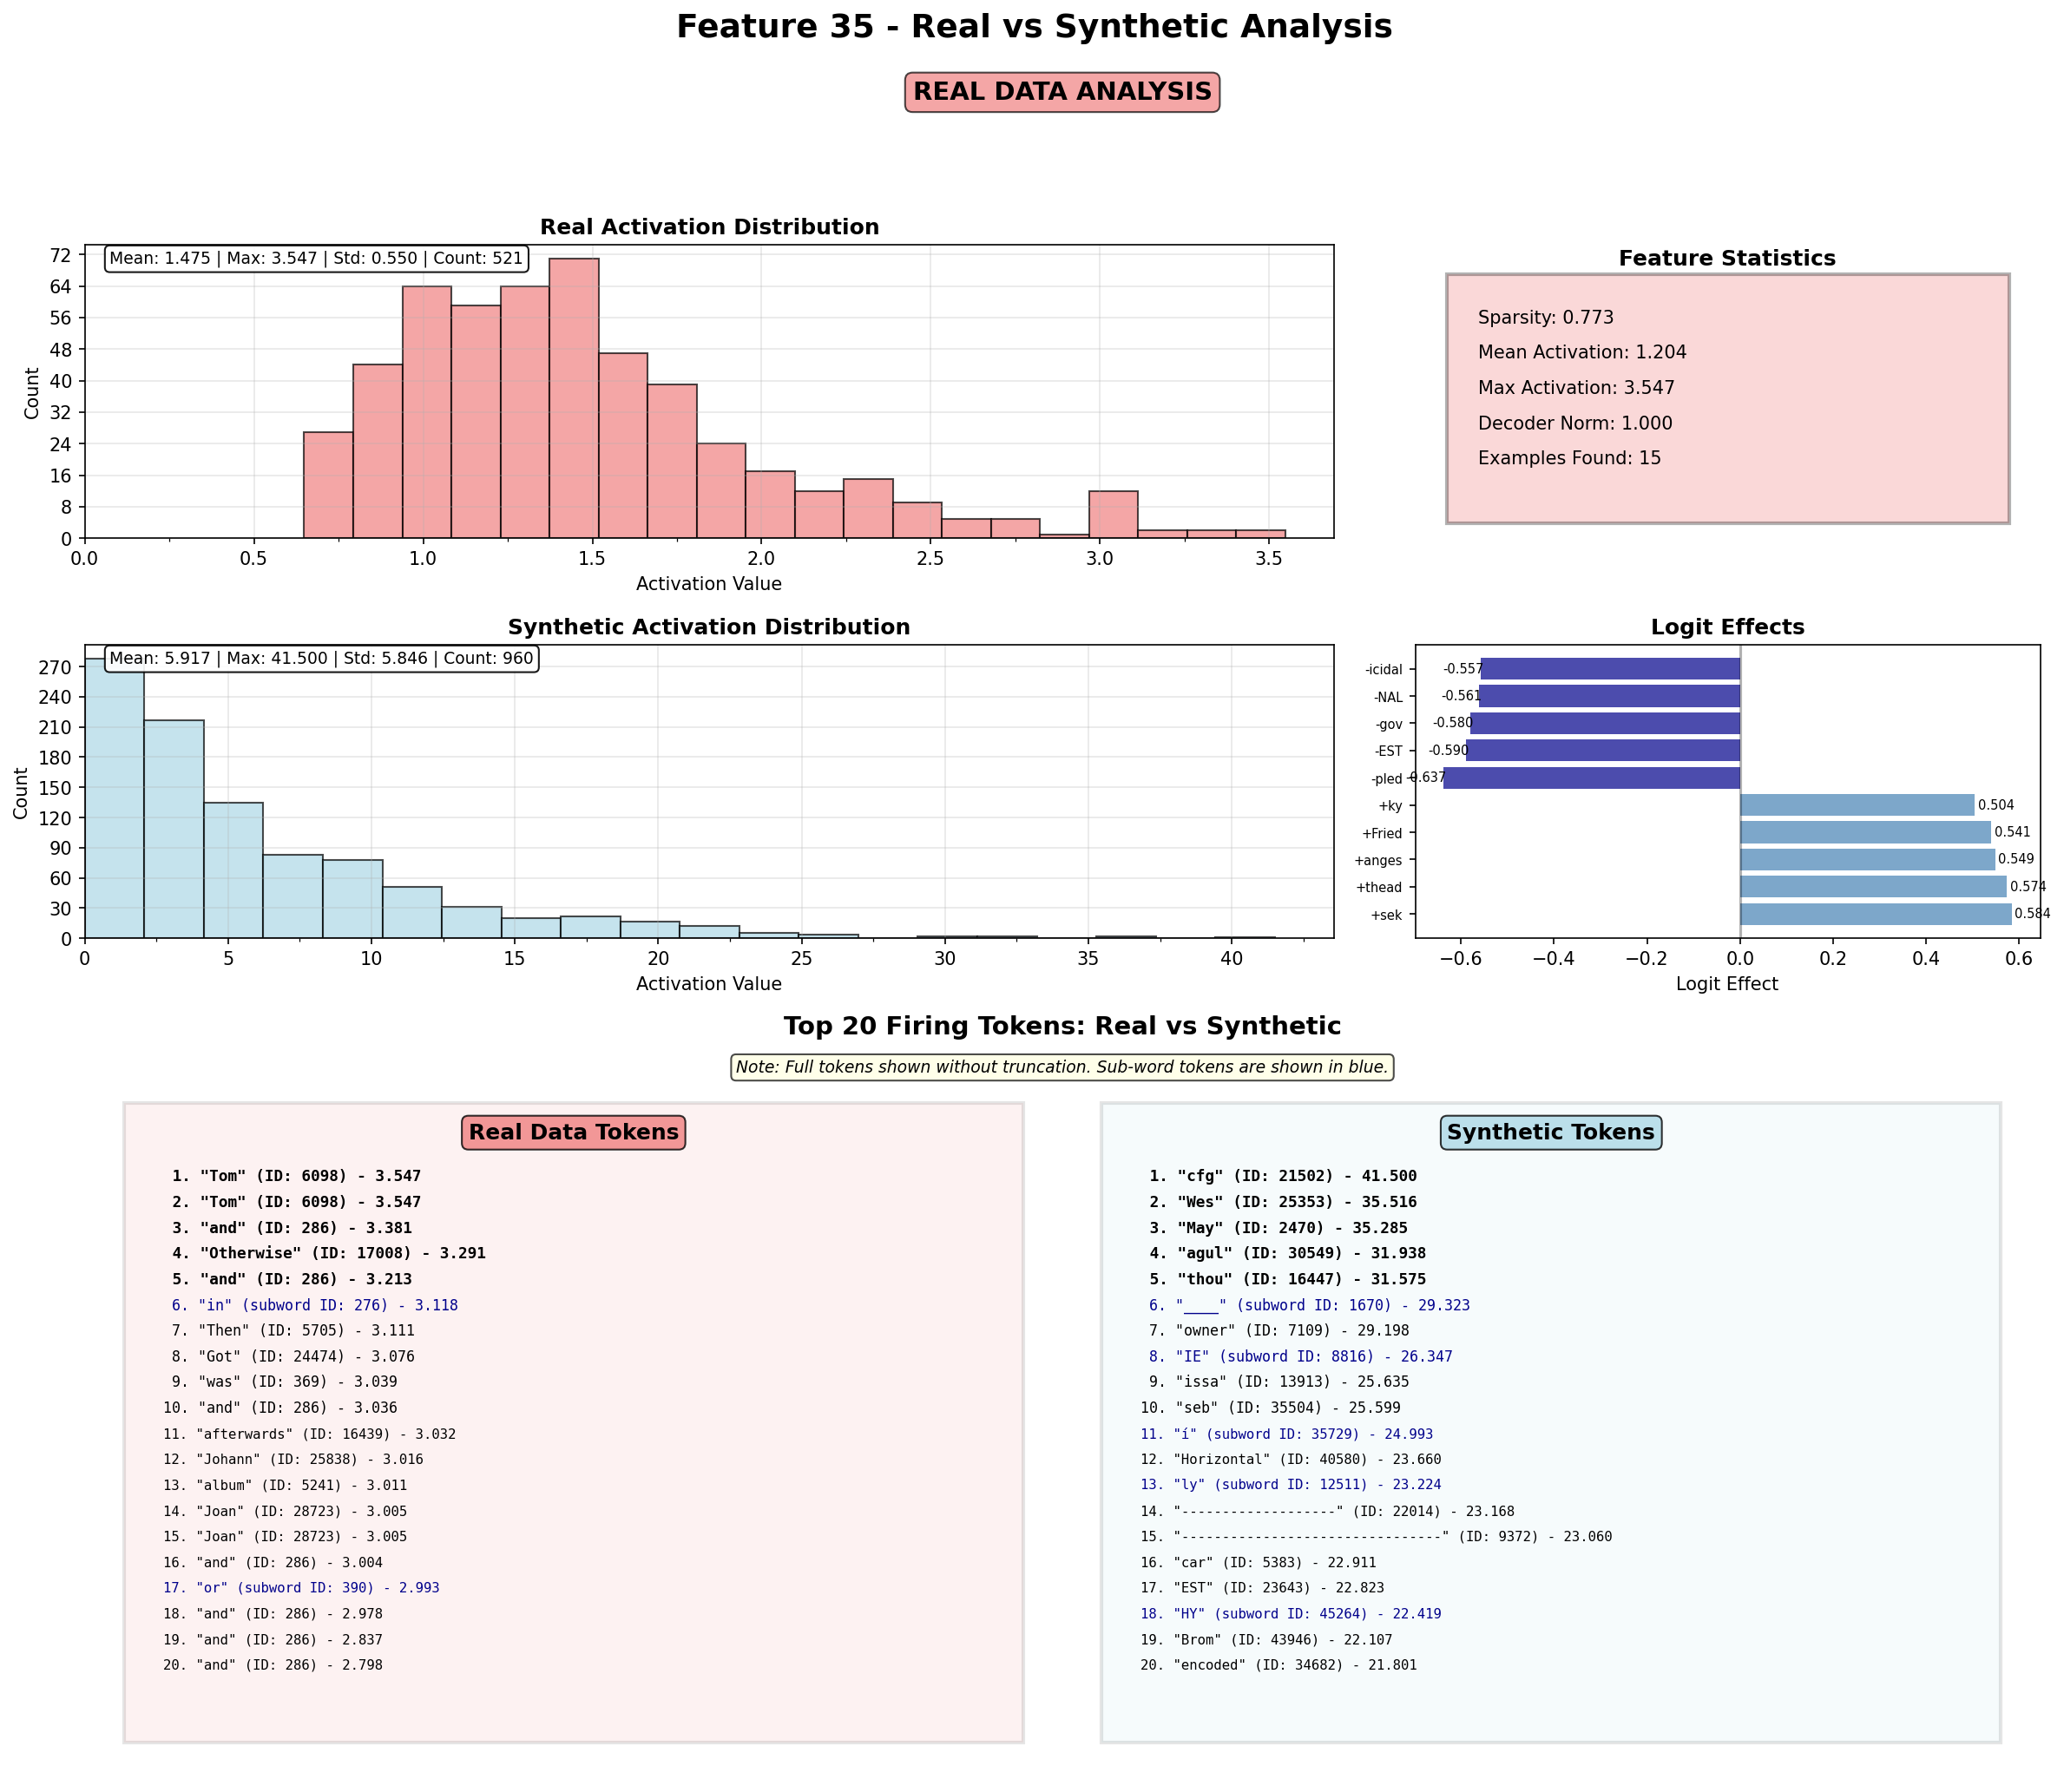 Feature 35 - Real vs Synthetic Analysis
REAL DATA ANALYSIS
Real Activation Distribution
Mean: 1.475 | Max: 3.547 | Std: 0.550 | Count: 521
72
64
56
48
40
32
24
16
8
0
Count
0.0 0.5 1.0 1.5 2.0 2.5 3.0 3.5
Activation Value
Feature Statistics
Sparsity: 0.773
Mean Activation: 1.204
Max Activation: 3.547
Decoder Norm: 1.000
Examples Found: 15
Synthetic Activation Distribution
Mean: 5.917 | Max: 41.500 | Std: 5.846 | Count: 960
270
240
210
180
150
120
90
60
30
0
Count
0 5 10 15 20 25 30 35 40
Activation Value
Logit Effects
-icidal -0.557
-NAL -0.561
-gov -0.580
-EST -0.590
-pled -0.637
+ky 0.504
+Fried 0.541
+anges 0.549
+thead 0.574
+sek 0.584
−0.6 −0.4 −0.2 0.0 0.2 0.4 0.6
Logit Effect
Top 20 Firing Tokens: Real vs Synthetic
Note: Full tokens shown without truncation. Sub-word tokens are shown in blue.
Real Data Tokens
1. "Tom" (ID: 6098) - 3.547
2. "Tom" (ID: 6098) - 3.547
3. "and" (ID: 286) - 3.381
4. "Otherwise" (ID: 17008) - 3.291
5. "and" (ID: 286) - 3.213
6. "in" (subword ID: 276) - 3.118
7. "Then" (ID: 5705) - 3.111
8. "Got" (ID: 24474) - 3.076
9. "was" (ID: 369) - 3.039
10. "and" (ID: 286) - 3.036
11. "afterwards" (ID: 16439) - 3.032
12. "Johann" (ID: 25838) - 3.016
13. "album" (ID: 5241) - 3.011
14. "Joan" (ID: 28723) - 3.005
15. "Joan" (ID: 28723) - 3.005
16. "and" (ID: 286) - 3.004
17. "or" (subword ID: 390) - 2.993
18. "and" (ID: 286) - 2.978
19. "and" (ID: 286) - 2.837
20. "and" (ID: 286) - 2.798
Synthetic Tokens
1. "cfg" (ID: 21502) - 41.500
2. "Wes" (ID: 25353) - 35.516
3. "May" (ID: 2470) - 35.285
4. "agul" (ID: 30549) - 31.938
5. "thou" (ID: 16447) - 31.575
6. "____" (subword ID: 1670) - 29.323
7. "owner" (ID: 7109) - 29.198
8. "IE" (subword ID: 8816) - 26.347
9. "issa" (ID: 13913) - 25.635
10. "seb" (ID: 35504) - 25.599
11. "í" (subword ID: 35729) - 24.993
12. "Horizontal" (ID: 40580) - 23.660
13. "ly" (subword ID: 12511) - 23.224
14. "-------------------" (ID: 22014) - 23.168
15. "--------------------------------" (ID: 9372) - 23.060
16. "car" (ID: 5383) - 22.911
17. "EST" (ID: 23643) - 22.823
18. "HY" (subword ID: 45264) - 22.419
19. "Brom" (ID: 43946) - 22.107
20. "encoded" (ID: 34682) - 21.801